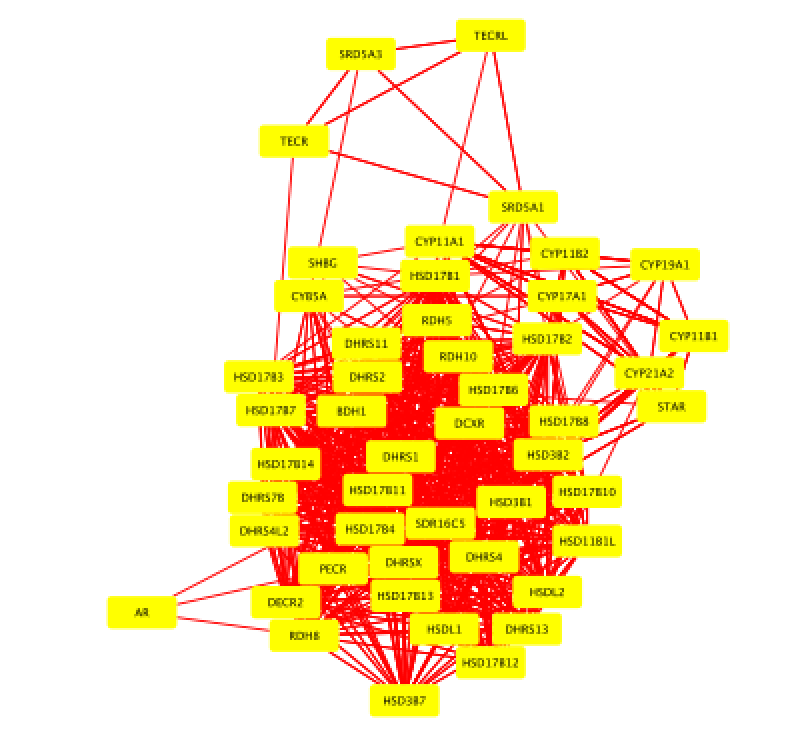 TECRL
SRD5A3
TECR
SRD5A1
CYP11A1
CYP11B2
SHBG
CYP19A1
HSD17B1
CYB5A
CYP17A1
RDH5
CYP11B1
HSD17B2
DHRS11
RDH10
HSD17B3
DHRS2
CYP21A2
HSD17B6
STAR
HSD17B7
BDH1
DCXR
HSD17B8
DHRS1
HSD3B2
HSD17B14
HSD17B11
HSD17B10
DHRS7B
HSD3B1
SDR16C5
DHRS4L2
HSD17B4
HSD11B1L
DHRS4
DHRSX
PECR
HSDL2
HSD17B13
DECR2
AR
HSDL1
DHRS13
RDH8
HSD17B12
HSD3B7